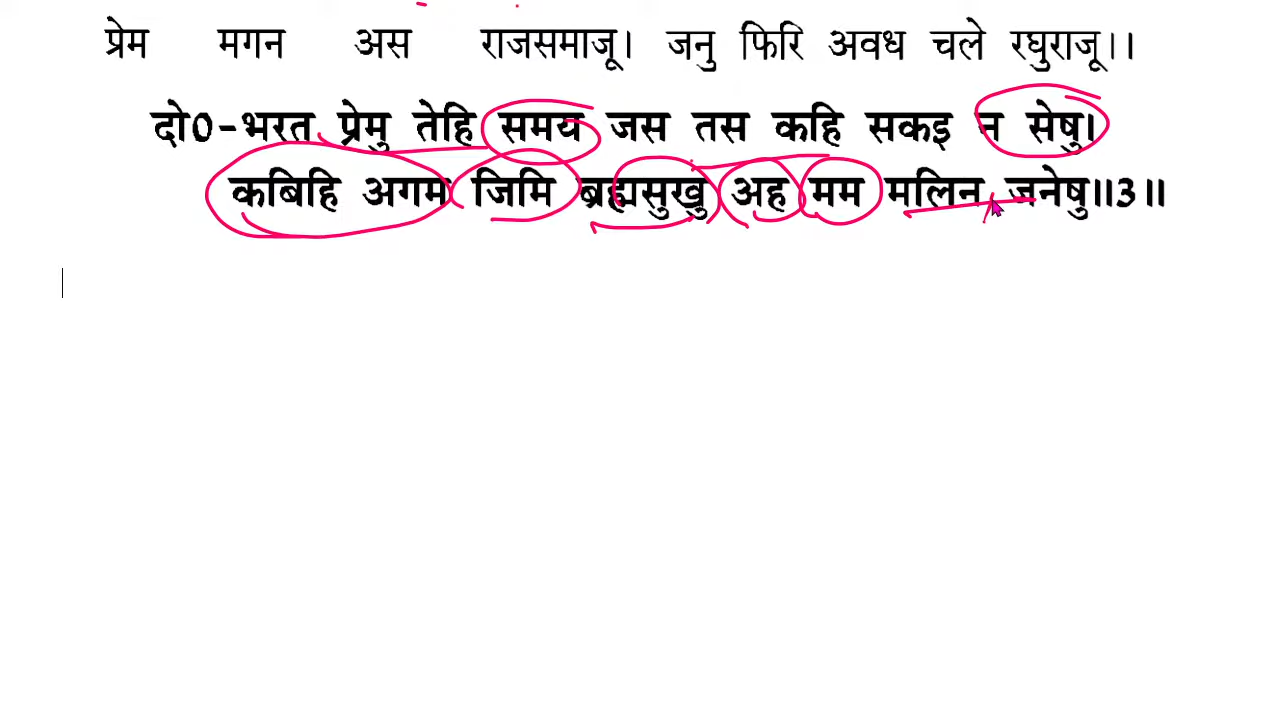 प्रेम मगन अस राजसमाजू। जनु फिरि अवध चले रघुराजू।।
दो0-भरत प्रेमु तेहि समय जस तस कहि सकइ न सेषु।
कबिहि अगम जिमि ब्रह्मसुखु अह मम मलिन जनेषु॥3॥